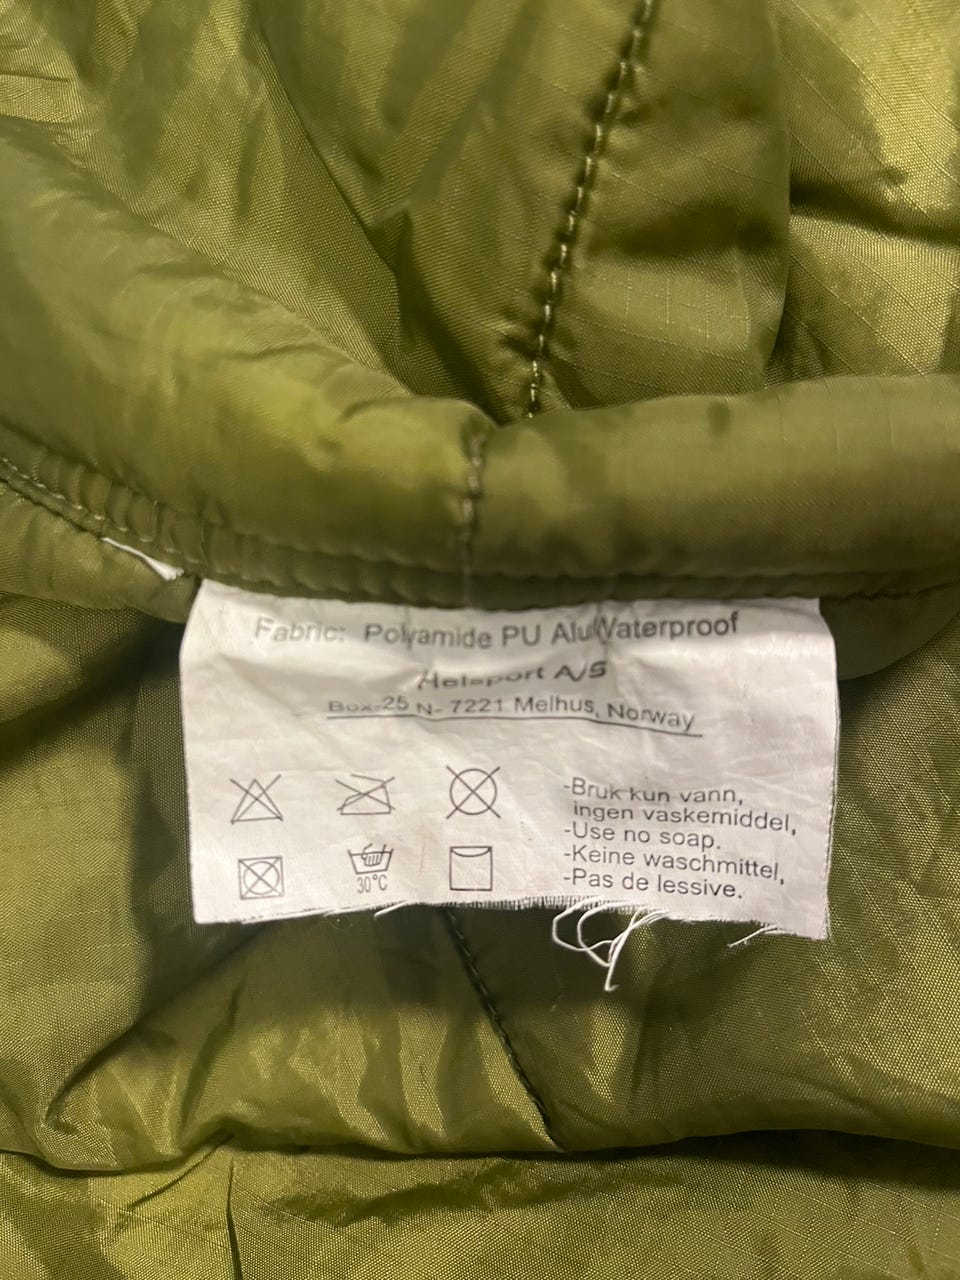 Fabric: Polyamide PU Alu/Waterproof
Helsport A/S
Box 25 N- 7221 Melhus, Norway
-Bruk kun vann,
ingen vaskemiddel,
-Use no soap.
-Keine waschmittel,
-Pas de lessive.
30°C